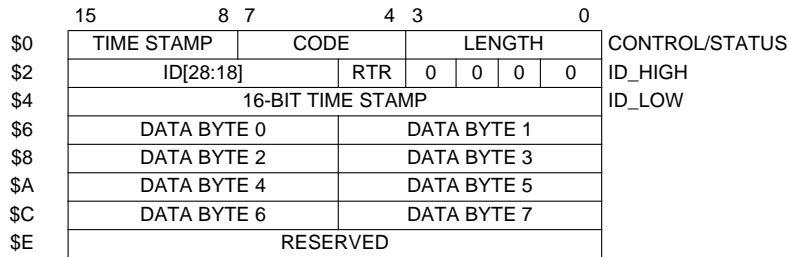 15 8 7 4 3 0
$0 TIME STAMP CODE LENGTH CONTROL/STATUS
$2 ID[28:18] RTR 0 0 0 0 ID_HIGH
$4 16-BIT TIME STAMP ID_LOW
$6 DATA BYTE 0 DATA BYTE 1
$8 DATA BYTE 2 DATA BYTE 3
$A DATA BYTE 4 DATA BYTE 5
$C DATA BYTE 6 DATA BYTE 7
$E RESERVED